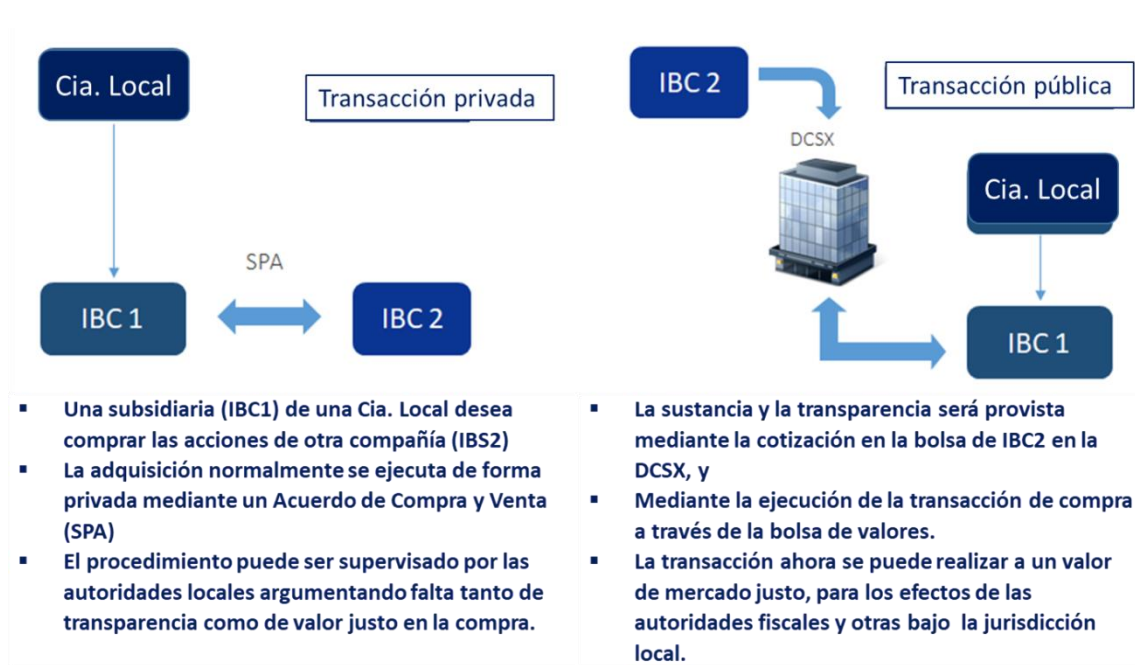 Cia. Local
Transacción privada
SPA
IBC 1
IBC 2
▪ Una subsidiaria (IBC1) de una Cia. Local desea
comprar las acciones de otra compañía (IBS2)
▪ La adquisición normalmente se ejecuta de forma
privada mediante un Acuerdo de Compra y Venta
(SPA)
▪ El procedimiento puede ser supervisado por las
autoridades locales argumentando falta tanto de
transparencia como de valor justo en la compra.
IBC 2
Transacción pública
DCSX
Cia. Local
IBC 1
▪ La sustancia y la transparencia será provista
mediante la cotización en la bolsa de IBC2 en la
DCSX, y
▪ Mediante la ejecución de la transacción de compra
a través de la bolsa de valores.
▪ La transacción ahora se puede realizar a un valor
de mercado justo, para los efectos de las
autoridades fiscales y otras bajo la jurisdicción
local.